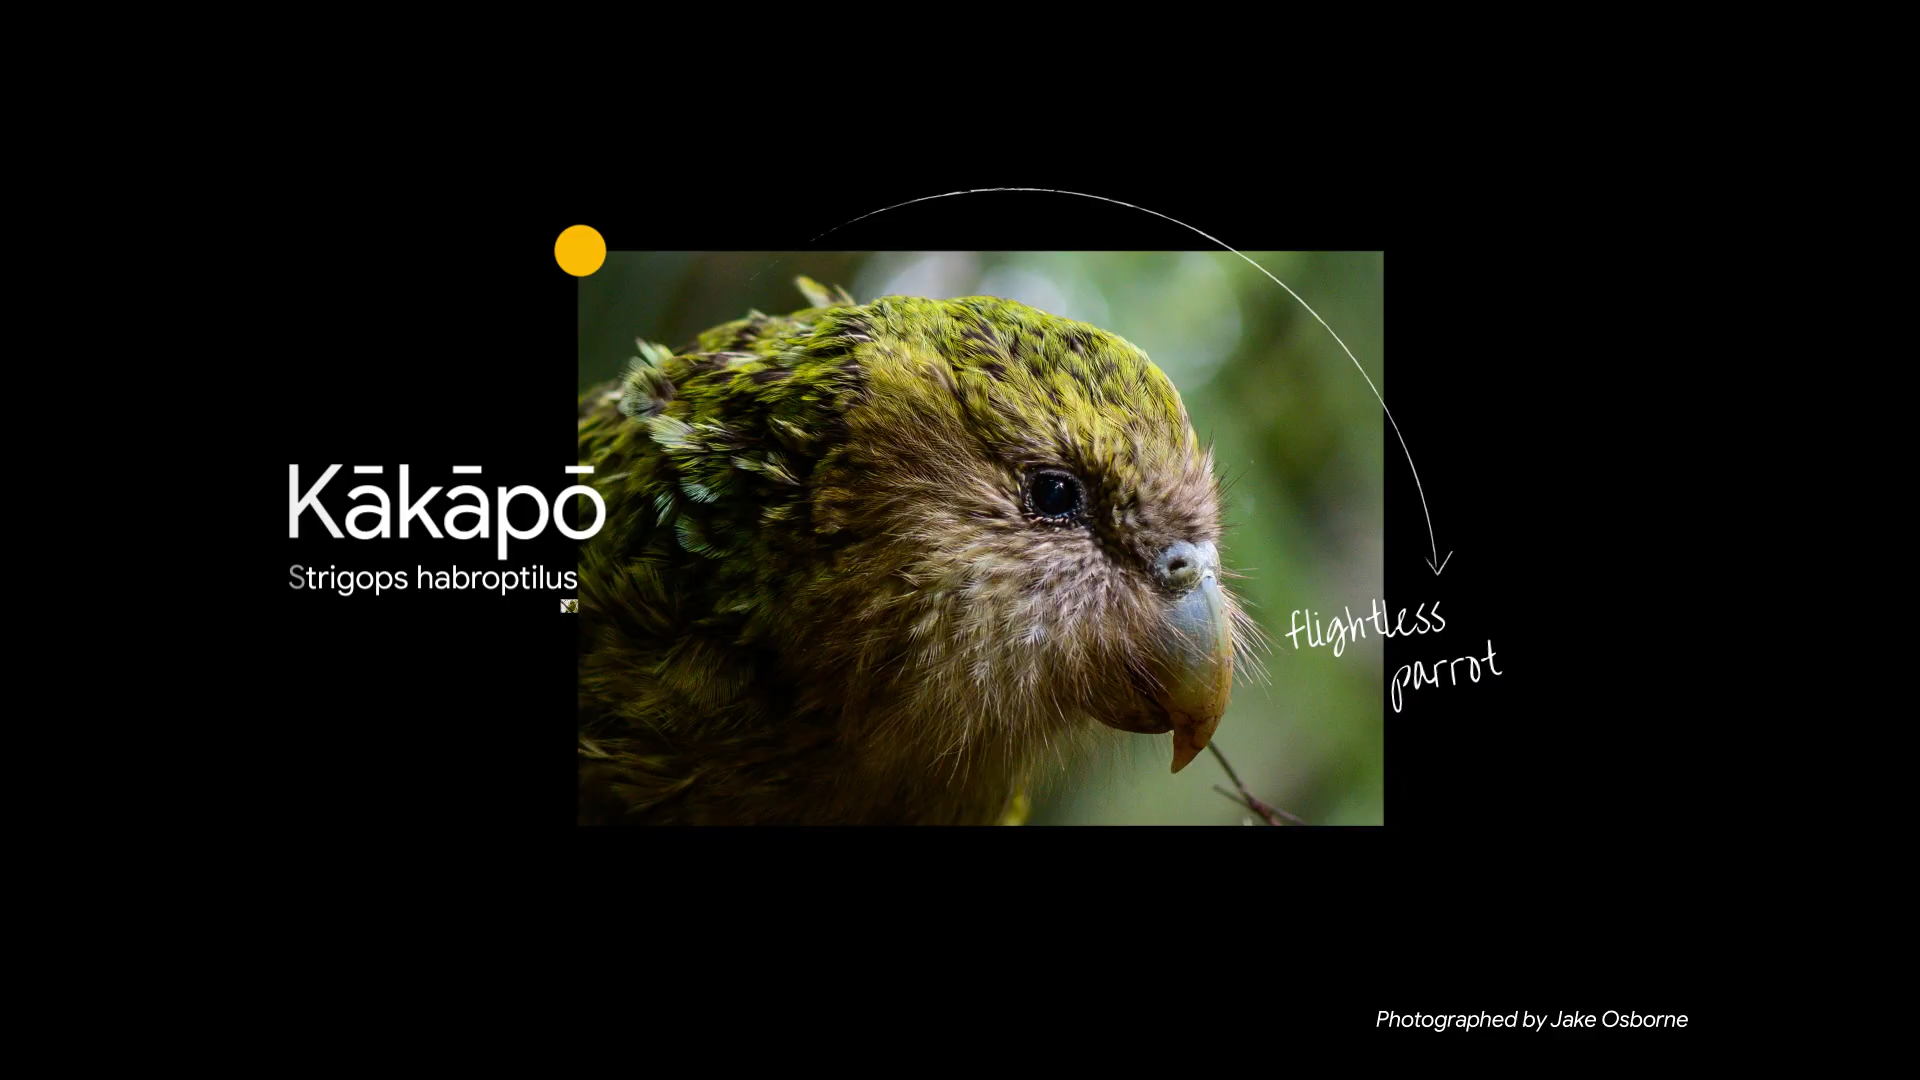 Kākāpō
Strigops habroptilus
flightless
parrot
Photographed by Jake Osborne